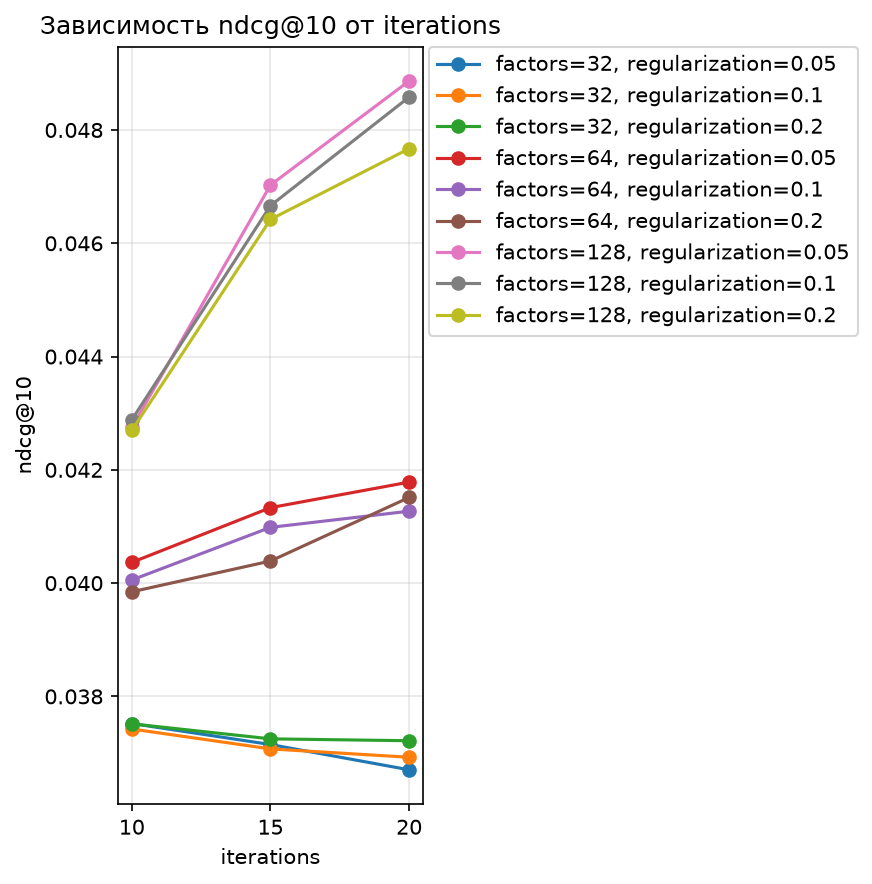 Зависимость ndcg@10 от iterations
factors=32, regularization=0.05
factors=32, regularization=0.1
factors=32, regularization=0.2
factors=64, regularization=0.05
factors=64, regularization=0.1
factors=64, regularization=0.2
factors=128, regularization=0.05
factors=128, regularization=0.1
factors=128, regularization=0.2
ndcg@10
0.048
0.046
0.044
0.042
0.040
0.038
10 15 20
iterations